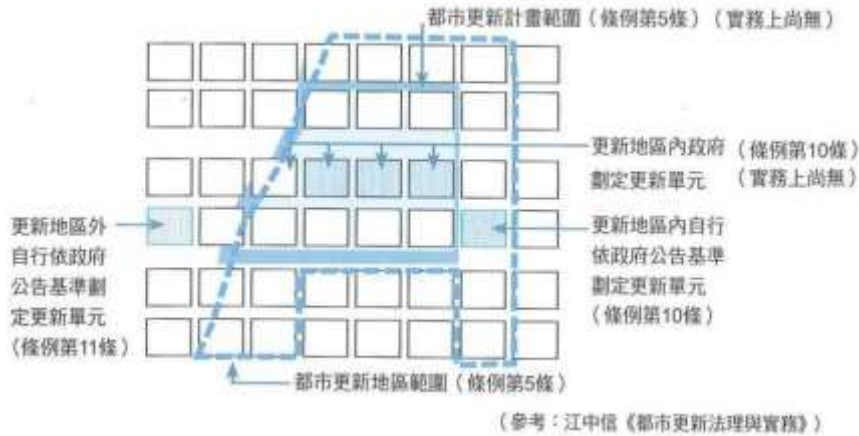 都市更新計畫範圍（條例第5條）（實務上尚無）
更新地區內政府（條例第10條）
劃定更新單元（實務上尚無）
更新地區外
自行依政府
公告基準劃
定更新單元
（條例第11條）
更新地區內自行
依政府公告基準
劃定更新單元
（條例第10條）
都市更新地區範圍（條例第5條）
（參考：江中信《都市更新法理與實務》）